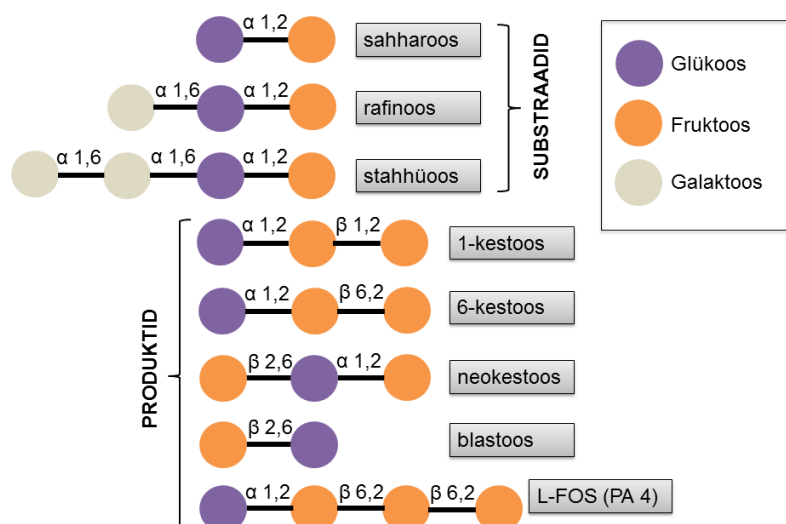 α 1,2
sahharoos
α 1,6 α 1,2
rafinoos
α 1,6 α 1,6 α 1,2
stahhüoos
SUBSTRAADID
Glükoos
Fruktoos
Galaktoos
PRODUKTID
α 1,2 β 1,2
1-kestoos
α 1,2 β 6,2
6-kestoos
β 2,6 α 1,2
neokestoos
β 2,6
blastoos
α 1,2 β 6,2 β 6,2
L-FOS (PA 4)